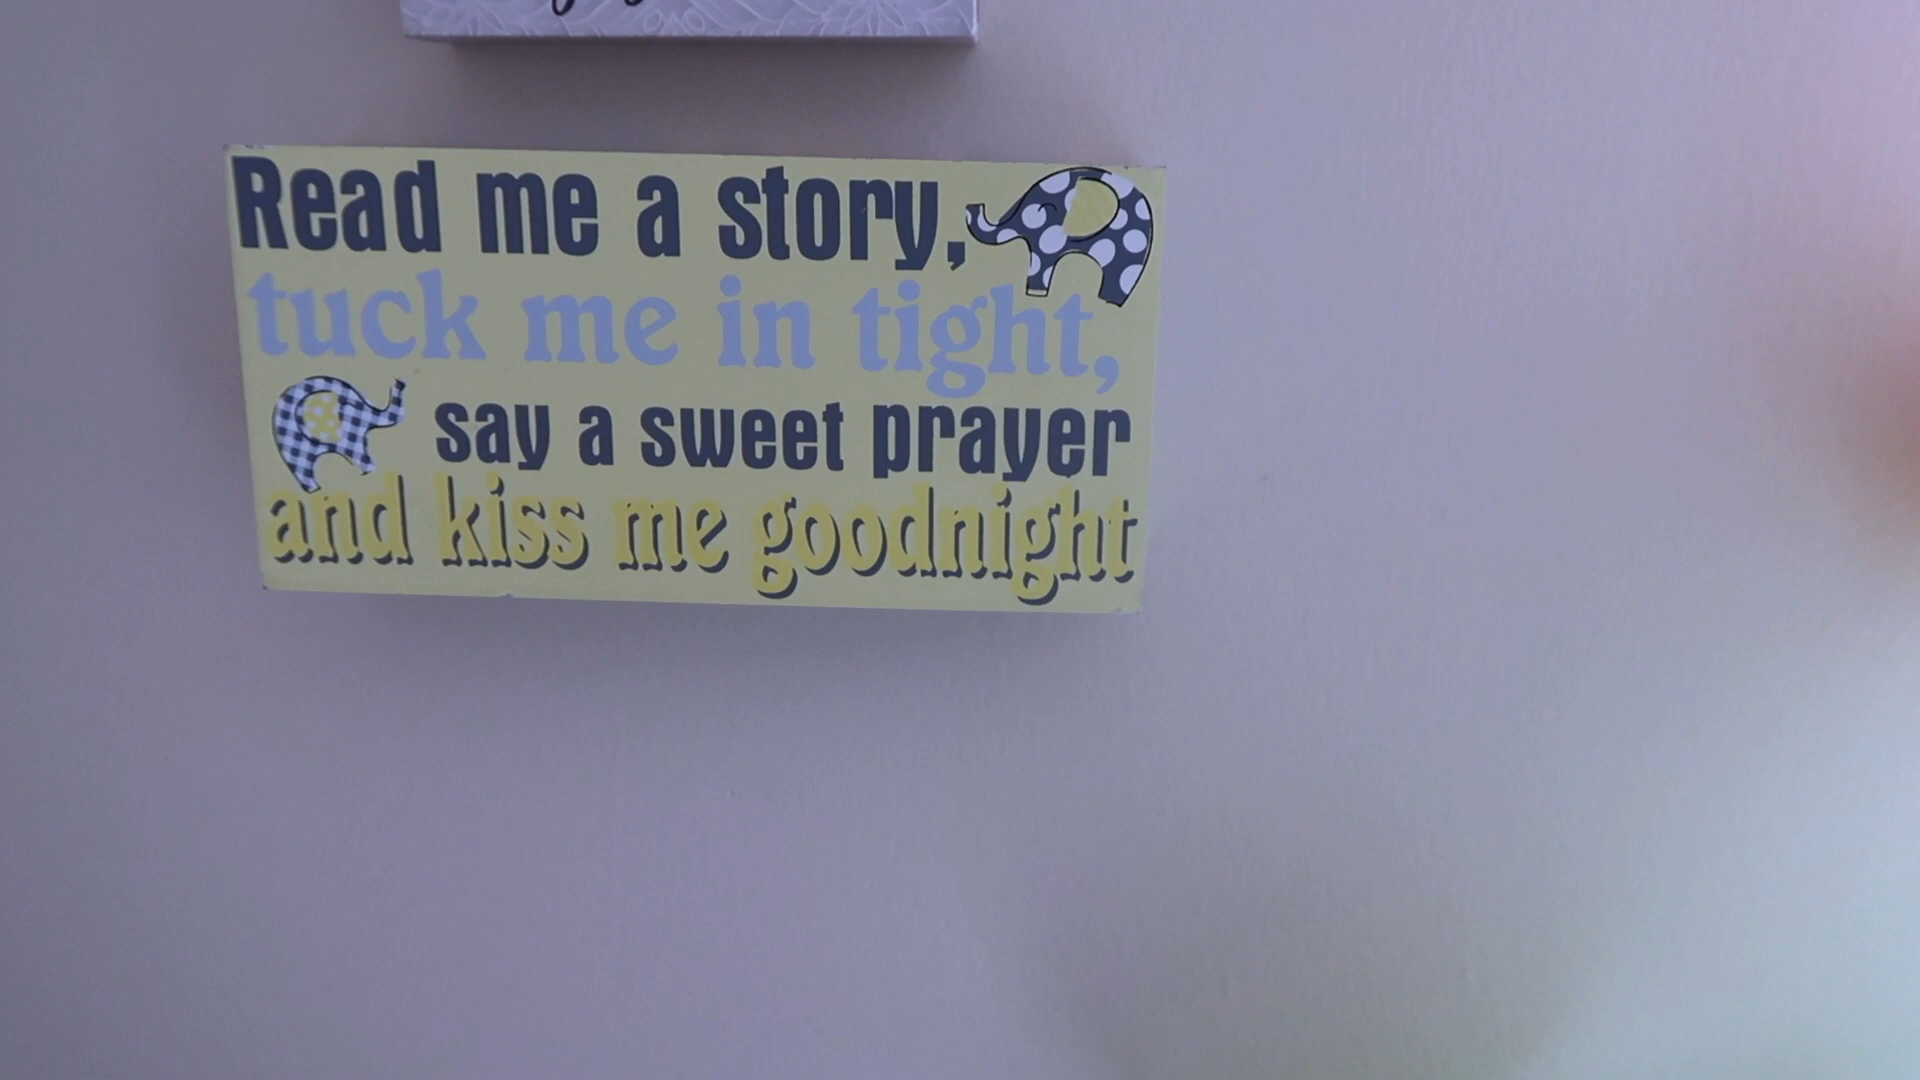 Read me a story,
tuck me in tight,
say a sweet prayer
and kiss me goodnight